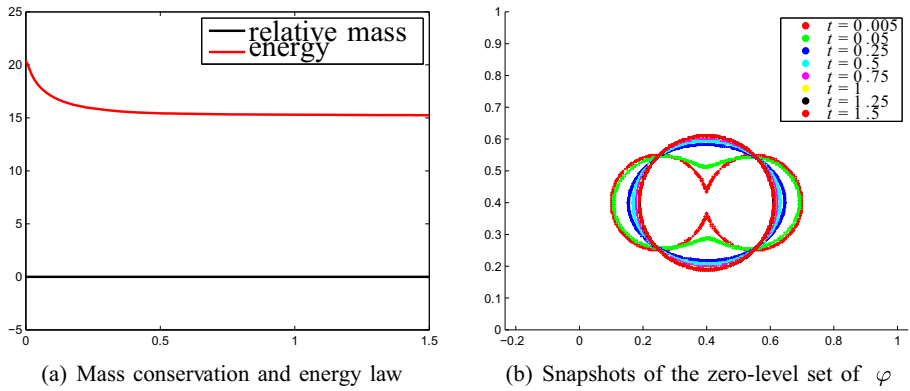 25
20
15
10
5
0
−5
0
0.5
1
1.5
relative mass
energy
(a) Mass conservation and energy law
1
0.9
0.8
0.7
0.6
0.5
0.4
0.3
0.2
0.1
0
−0.2
0
0.2
0.4
0.6
0.8
1
t = 0.005
t = 0.05
t = 0.25
t = 0.5
t = 0.75
t = 1
t = 1.25
t = 1.5
(b) Snapshots of the zero-level set of φ